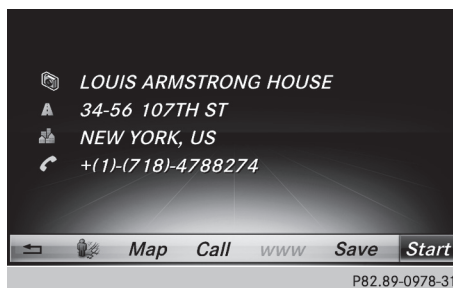 LOUIS ARMSTRONG HOUSE
A 34-56 107TH ST
NEW YORK, US
+(1)-(718)-4788274
Map Call www Save Start
P82.89-0978-31